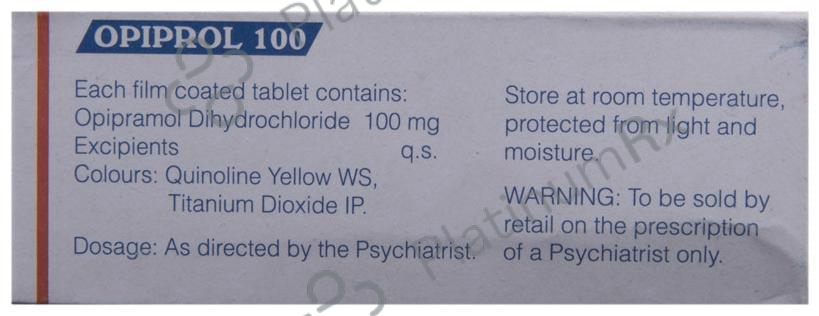 OPIPROL 100
Each film coated tablet contains:
Opipramol Dihydrochloride 100 mg
Excipients q.s.
Colours: Quinoline Yellow WS,
Titanium Dioxide IP.
Dosage: As directed by the Psychiatrist.
Store at room temperature,
protected from light and
moisture.
WARNING: To be sold by
retail on the prescription
of a Psychiatrist only.
PlatinumRx